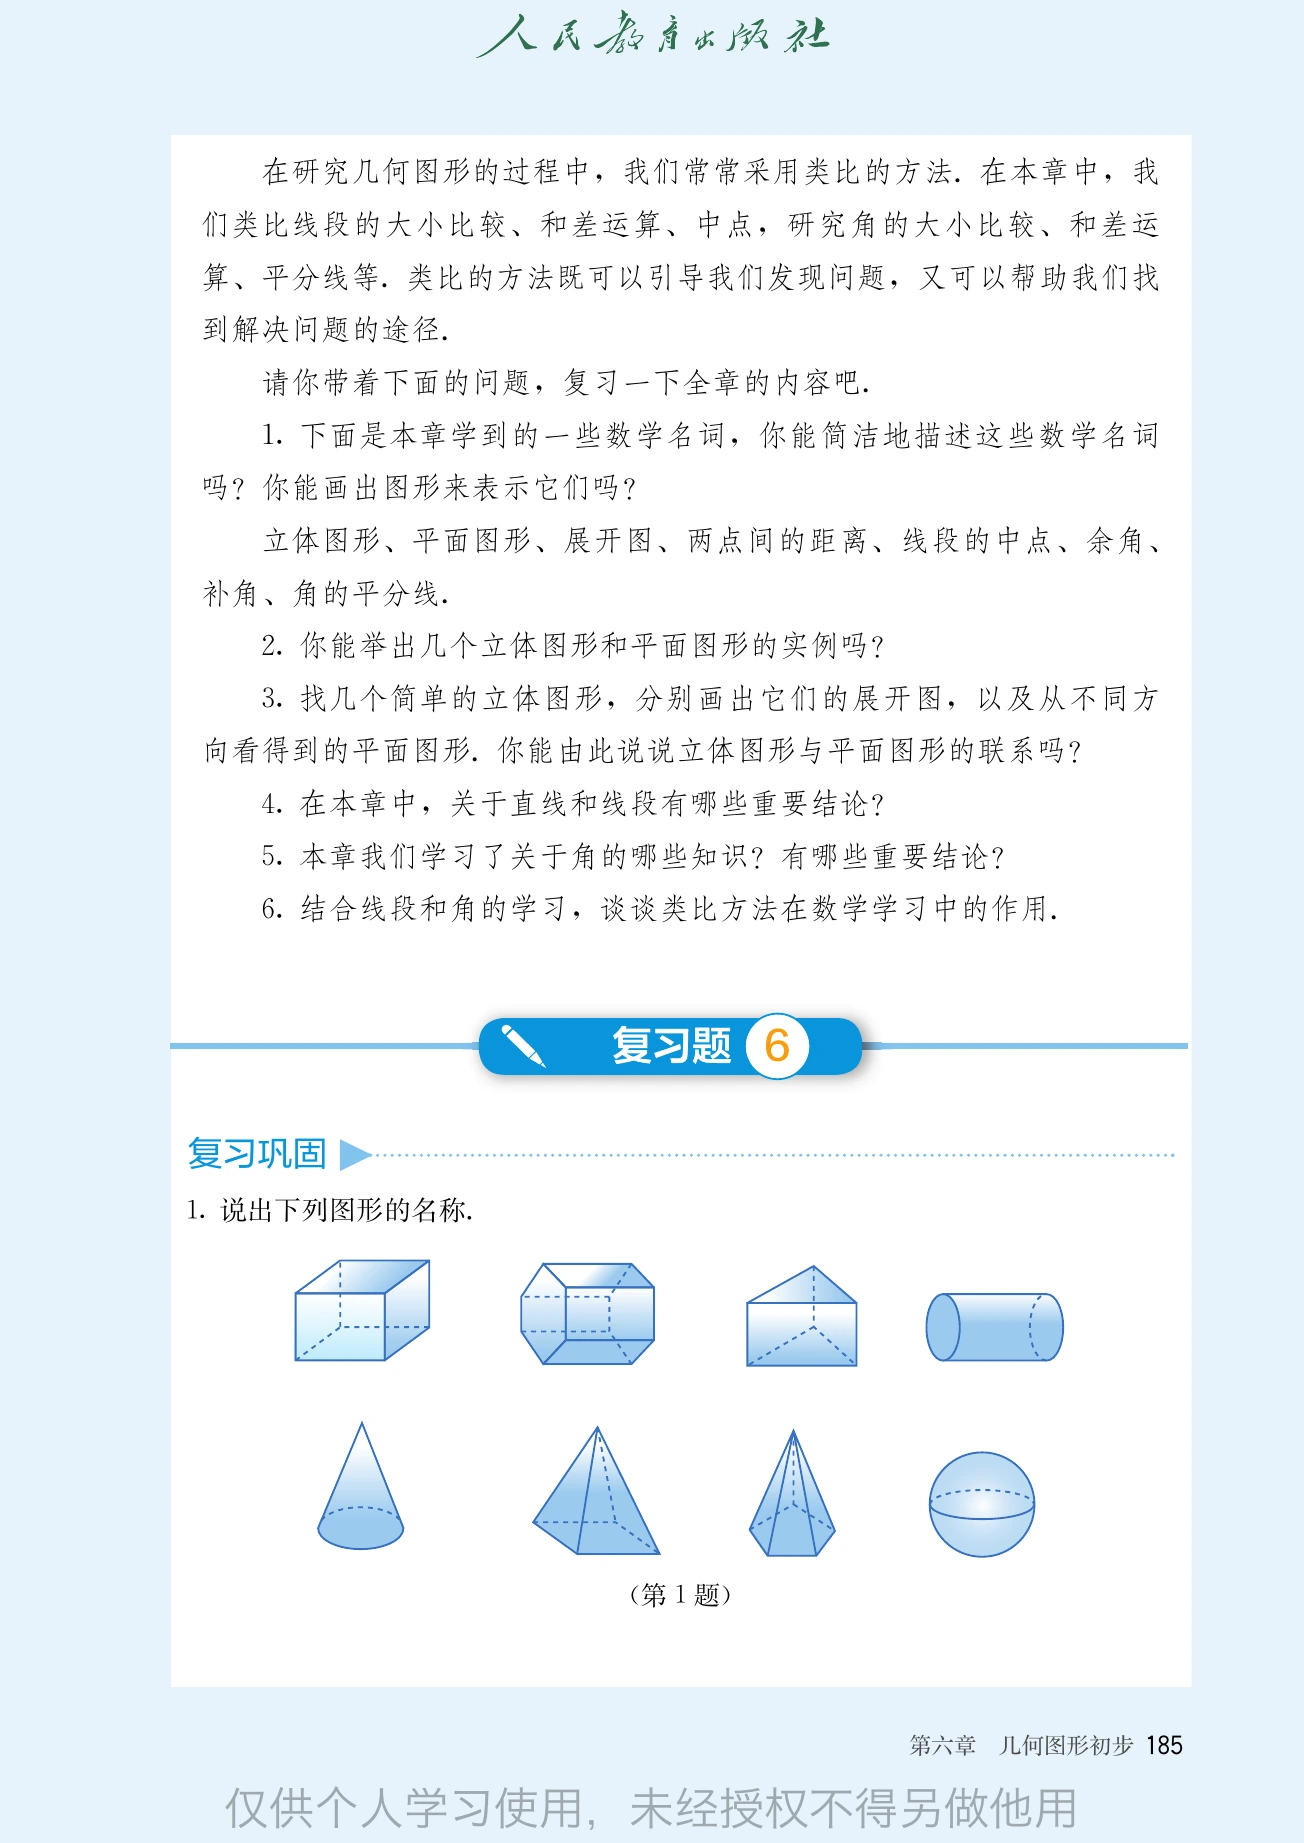 人民教育出版社
在研究几何图形的过程中，我们常常采用类比的方法．在本章中，我
们类比线段的大小比较、和差运算、中点，研究角的大小比较、和差运
算、平分线等．类比的方法既可以引导我们发现问题，又可以帮助我们找
到解决问题的途径．
请你带着下面的问题，复习一下全章的内容吧．
1. 下面是本章学到的一些数学名词，你能简洁地描述这些数学名词
吗？你能画出图形来表示它们吗？
立体图形、平面图形、展开图、两点间的距离、线段的中点、余角、
补角、角的平分线．
2. 你能举出几个立体图形和平面图形的实例吗？
3. 找几个简单的立体图形，分别画出它们的展开图，以及从不同方
向看得到的平面图形．你能由此说说立体图形与平面图形的联系吗？
4. 在本章中，关于直线和线段有哪些重要结论？
5. 本章我们学习了关于角的哪些知识？有哪些重要结论？
6. 结合线段和角的学习，谈谈类比方法在数学学习中的作用．
复习题 6
复习巩固
1. 说出下列图形的名称．
（第 1 题）
第六章 几何图形初步 185
仅供个人学习使用，未经授权不得另做他用